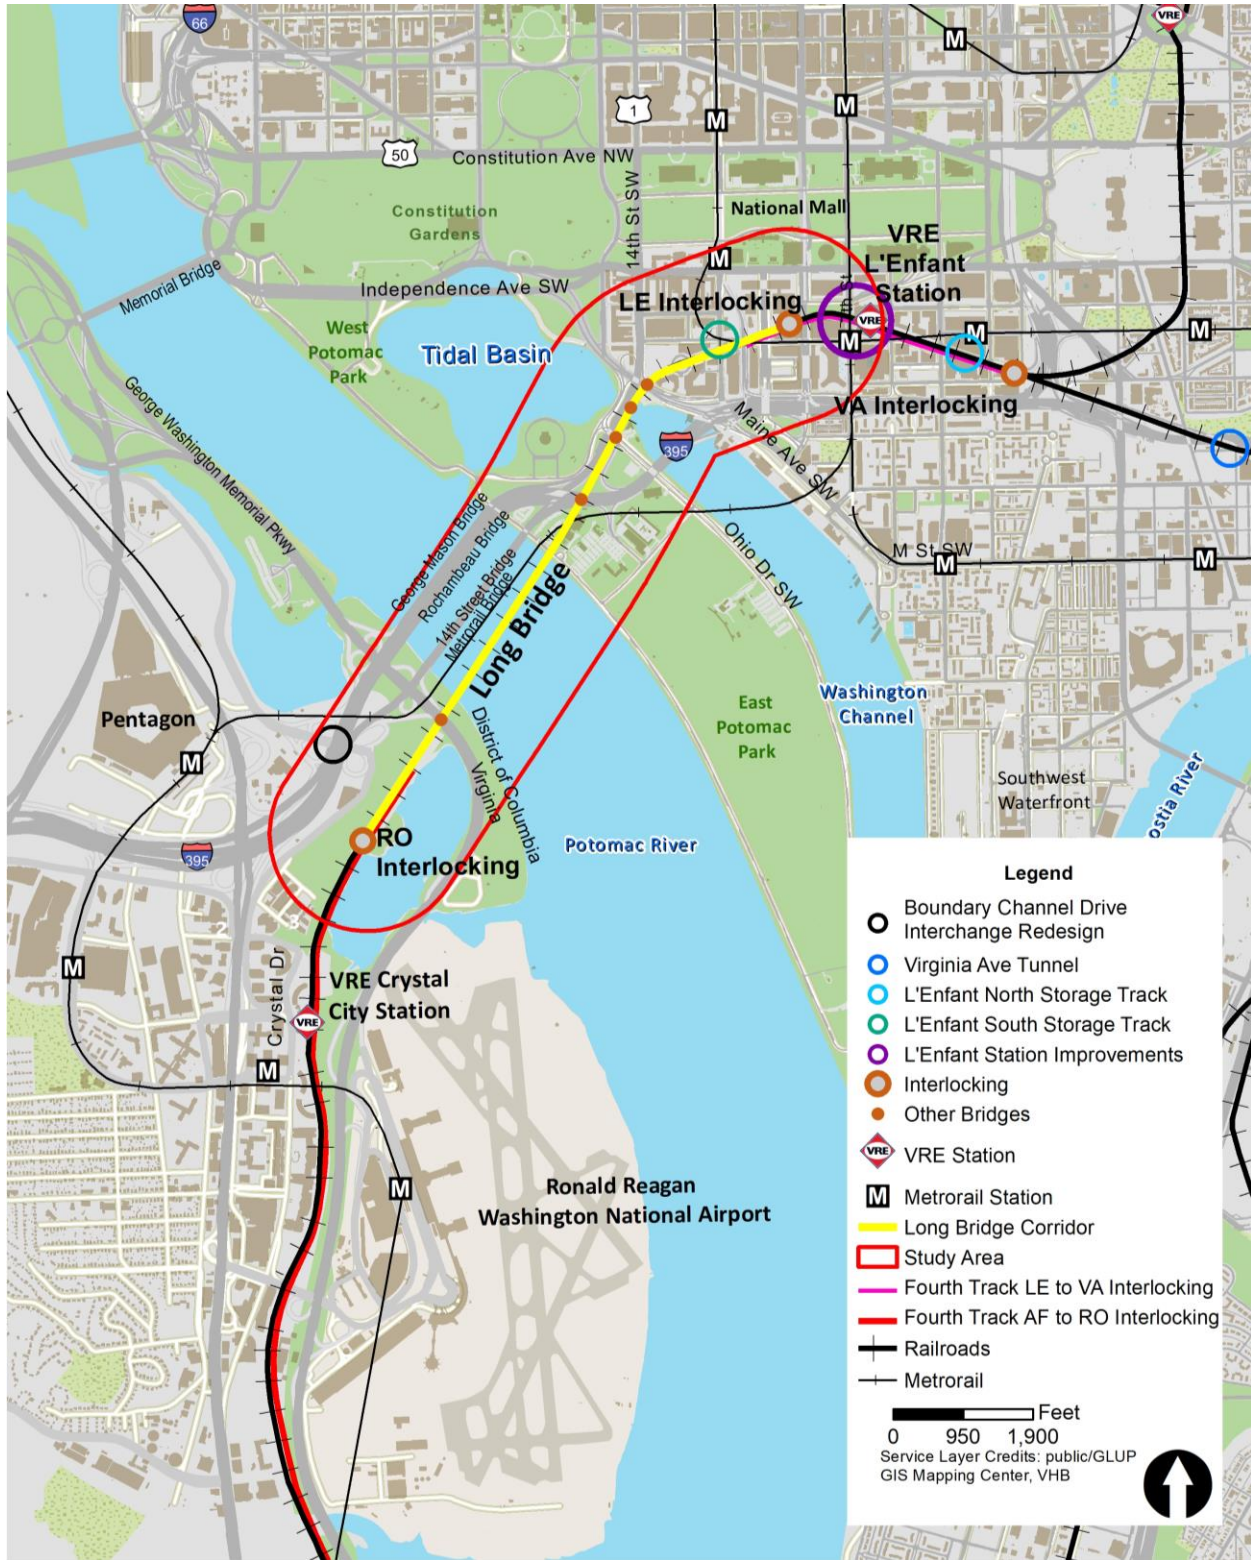 66
VRE
M
1
M
M
50
Constitution Ave NW
14th St SW
National Mall
Constitution
Gardens
VRE
L'Enfant
Station
M
Memorial Bridge
Independence Ave SW
LE Interlocking
th St
VRE
M
M
M
West
Potomac
Park
Tidal Basin
VA Interlocking
George Washington Memorial Pkwy
395
Maine Ave SW
George Mason Bridge
Rochambeau Bridge
14th Street Bridge
Metrorail Bridge
Long Bridge
Ohio Dr SW
M St SW
M
M
Pentagon
M
District of Columbia
Virginia
East
Potomac
Park
Washington
Channel
Southwest
Waterfront
ostia River
RO
Interlocking
395
Potomac River
2
3
M
Crystal Dr
VRE Crystal
City Station
VRE
M
M
Ronald Reagan
Washington National Airport
Legend
Boundary Channel Drive
Interchange Redesign
Virginia Ave Tunnel
L'Enfant North Storage Track
L'Enfant South Storage Track
L'Enfant Station Improvements
Interlocking
Other Bridges
VRE VRE Station
M Metrorail Station
Long Bridge Corridor
Study Area
Fourth Track LE to VA Interlocking
Fourth Track AF to RO Interlocking
Railroads
Metrorail
Feet
0 950 1,900
Service Layer Credits: public/GLUP
GIS Mapping Center, VHB